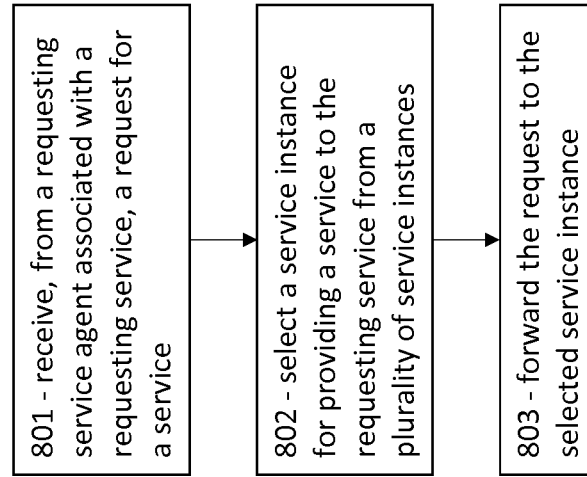 801 - receive, from a requesting
service agent associated with a
requesting service, a request for
a service
802 - select a service instance
for providing a service to the
requesting service from a
plurality of service instances
803 - forward the request to the
selected service instance